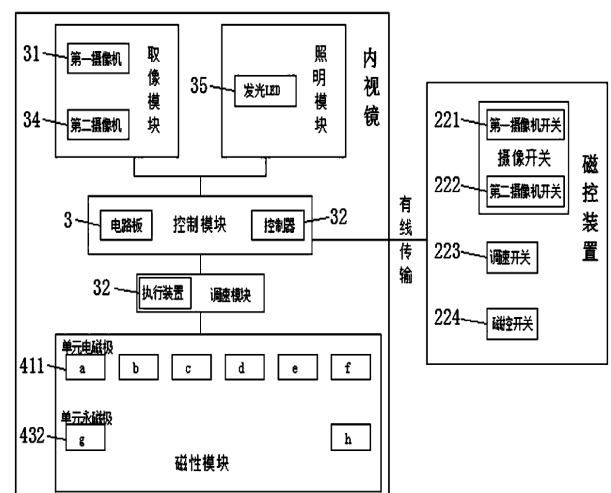 内视镜
31
第一摄像机
34
第二摄像机
取像模块
35
发光LED
照明模块
3
电路板
控制模块
控制器
32
32
执行装置
调速模块
单元电磁极
411
a
b
c
d
e
f
单元永磁极
432
g
h
磁性模块
有线传输
221
第一摄像机开关
摄像开关
222
第二摄像机开关
223
调速开关
224
磁控开关
磁控装置